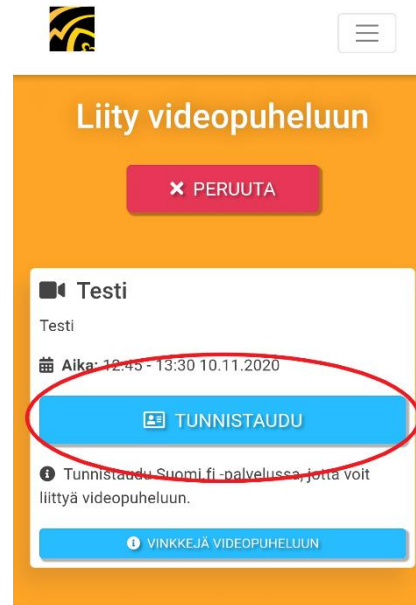 Liity videopuheluun
PERUUTA
Testi
Testi
Aika: 12:45 - 13:30 10.11.2020
TUNNISTAUDU
Tunnistaudu Suomi.fi -palvelussa, jotta voit
liittyä videopuheluun.
VINKKEJÄ VIDEOPUHELUUN